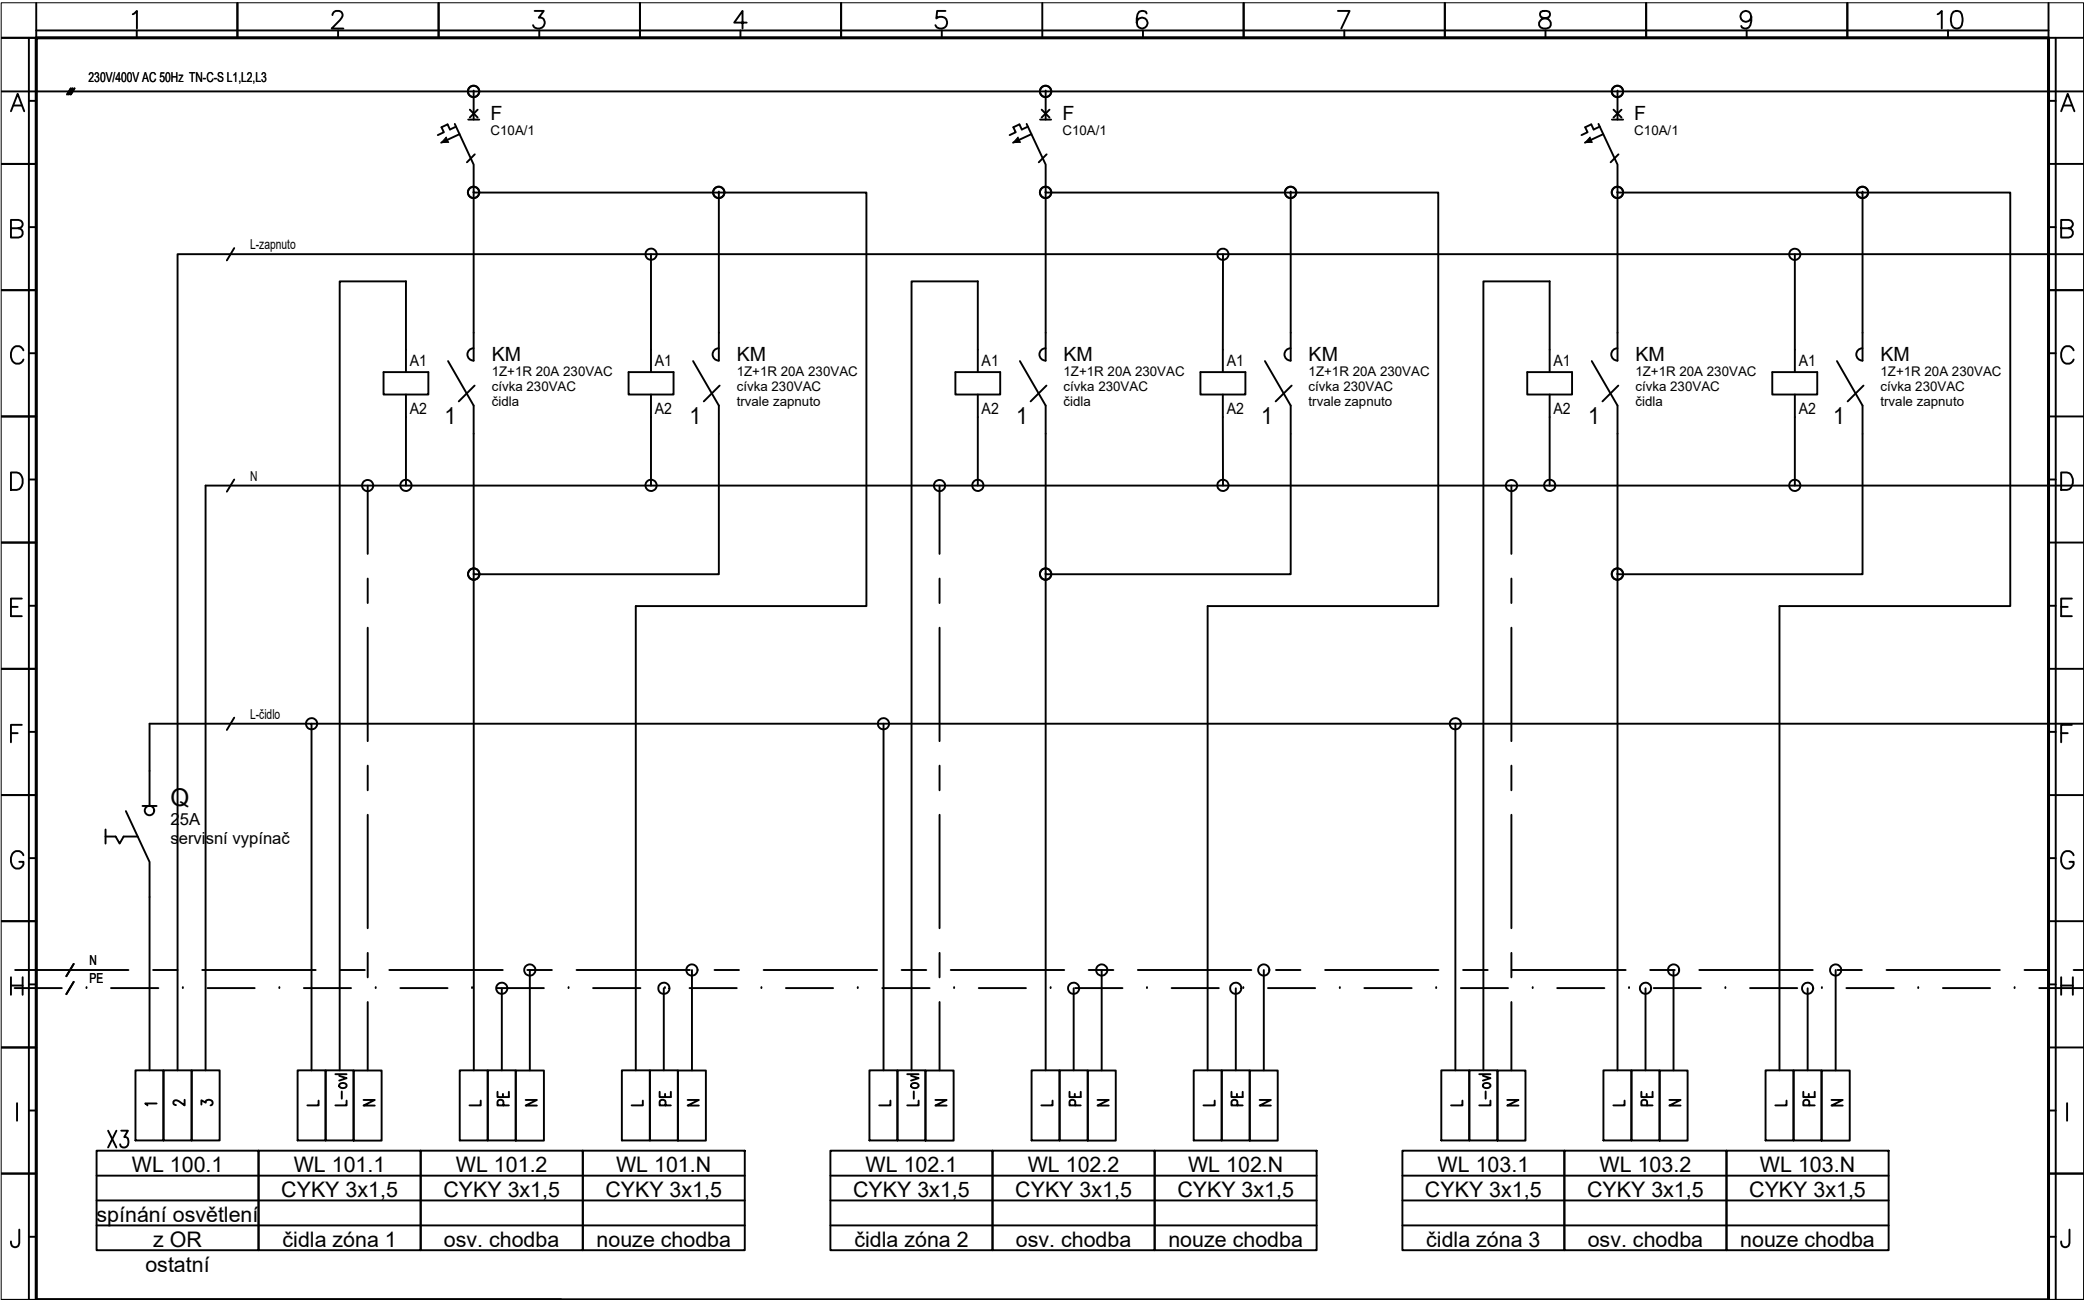 1 2 3 4 5 6 7 8 9 10
230V/400V AC 50Hz TN-C-S L1,L2,L3
A A
F F F
C10A/1 C10A/1 C10A/1
B B
L-zapnuto
C C
A1 KM A1 KM A1 KM A1 KM A1 KM A1 KM
1Z+1R 20A 230VAC 1Z+1R 20A 230VAC 1Z+1R 20A 230VAC 1Z+1R 20A 230VAC 1Z+1R 20A 230VAC 1Z+1R 20A 230VAC
cívka 230VAC cívka 230VAC cívka 230VAC cívka 230VAC cívka 230VAC cívka 230VAC
čidla trvale zapnuto čidla trvale zapnuto čidla trvale zapnuto
A2 1 A2 1 A2 1 A2 1 A2 1 A2 1
D N D
E E
L-čidlo
F F
Q
25A
servisní vypínač
G G
N
PE
H H
1 2 3 L L-ovl N L PE N L PE N L L-ovl N L PE N L PE N L L-ovl N L PE N L PE N
I I
X3
WL 100.1 WL 101.1 WL 101.2 WL 101.N WL 102.1 WL 102.2 WL 102.N WL 103.1 WL 103.2 WL 103.N
CYKY 3x1,5 CYKY 3x1,5 CYKY 3x1,5 CYKY 3x1,5 CYKY 3x1,5 CYKY 3x1,5 CYKY 3x1,5 CYKY 3x1,5 CYKY 3x1,5
spínání osvětlení
J z OR čidla zóna 1 osv. chodba nouze chodba čidla zóna 2 osv. chodba nouze chodba čidla zóna 3 osv. chodba nouze chodba J
ostatní